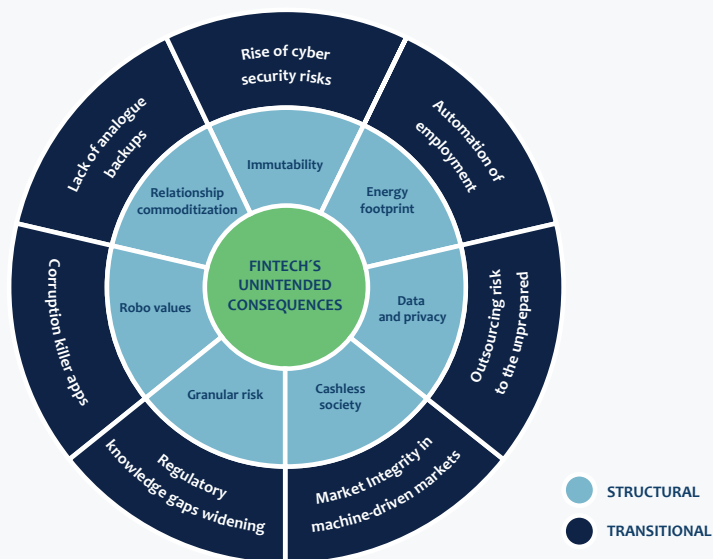 Rise of cyber
security risks
Automation of
employment
Outsourcing risk
to the unprepared
Market Integrity in
machine-driven markets
Regulatory
knowledge gaps widening
Corruption killer apps
Lack of analogue
backups
Immutability
Energy
footprint
Data
and privacy
Cashless
society
Granular risk
Robo values
Relationship
commoditization
FINTECH´S
UNINTENDED
CONSEQUENCES
STRUCTURAL
TRANSITIONAL